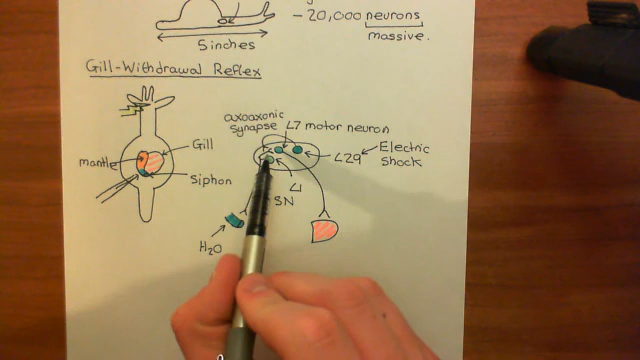 - 20,000 neurons
massive.
5 inches
Gill-Withdrawal Reflex
axoaxonic
synapse
L7 motor neuron
Gill
Electric
Shock
L29
mantle
Siphon
L1
SN
H2O